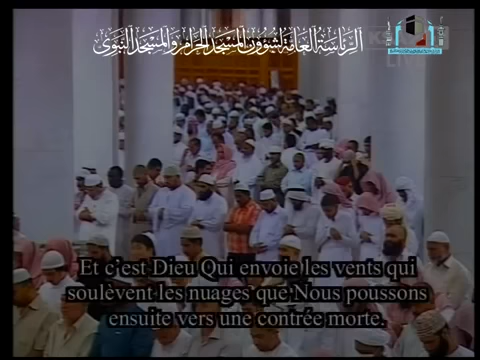 الرئاسة العامة لشؤون المسجد الحرام والمسجد النبوي
LIVE
Et c'est Dieu Qui envoie les vents qui
soulèvent les nuages que Nous poussons
ensuite vers une contrée morte.